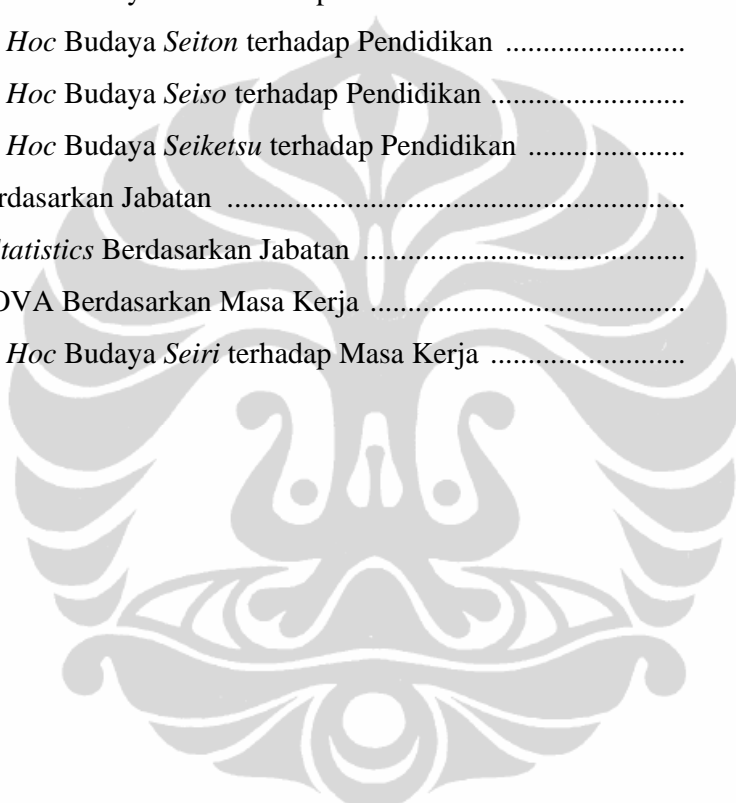 Hoc Budaya Seiton terhadap Pendidikan .......................
Hoc Budaya Seiso terhadap Pendidikan .........................
Hoc Budaya Seiketsu terhadap Pendidikan ....................
rdasarkan Jabatan ...........................................................
tatistics Berdasarkan Jabatan .........................................
OVA Berdasarkan Masa Kerja ........................................
Hoc Budaya Seiri terhadap Masa Kerja .........................